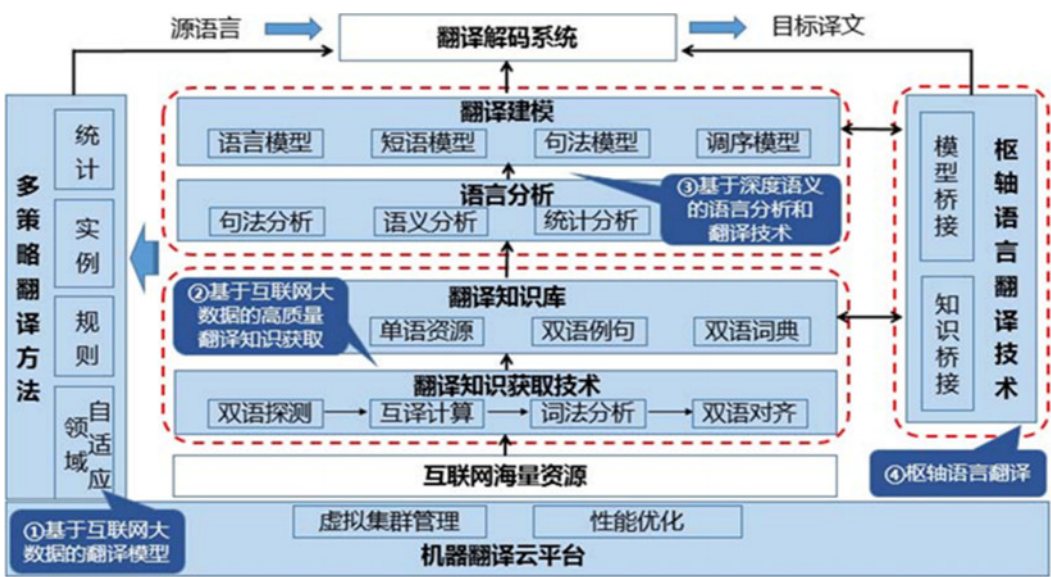 源语言
翻译解码系统
目标译文
多策略翻译方法
统计
实例
规则
领域
自适应
翻译建模
语言模型
短语模型
句法模型
调序模型
语言分析
句法分析
语义分析
统计分析
③基于深度语义
的语言分析和
翻译技术
②基于互联网大
数据的高质量
翻译知识获取
翻译知识库
单语资源
双语例句
双语词典
翻译知识获取技术
双语探测
互译计算
词法分析
双语对齐
互联网海量资源
模型桥接
知识桥接
枢轴语言翻译技术
④枢轴语言翻译
①基于互联网大
数据的翻译模型
虚拟集群管理
性能优化
机器翻译云平台